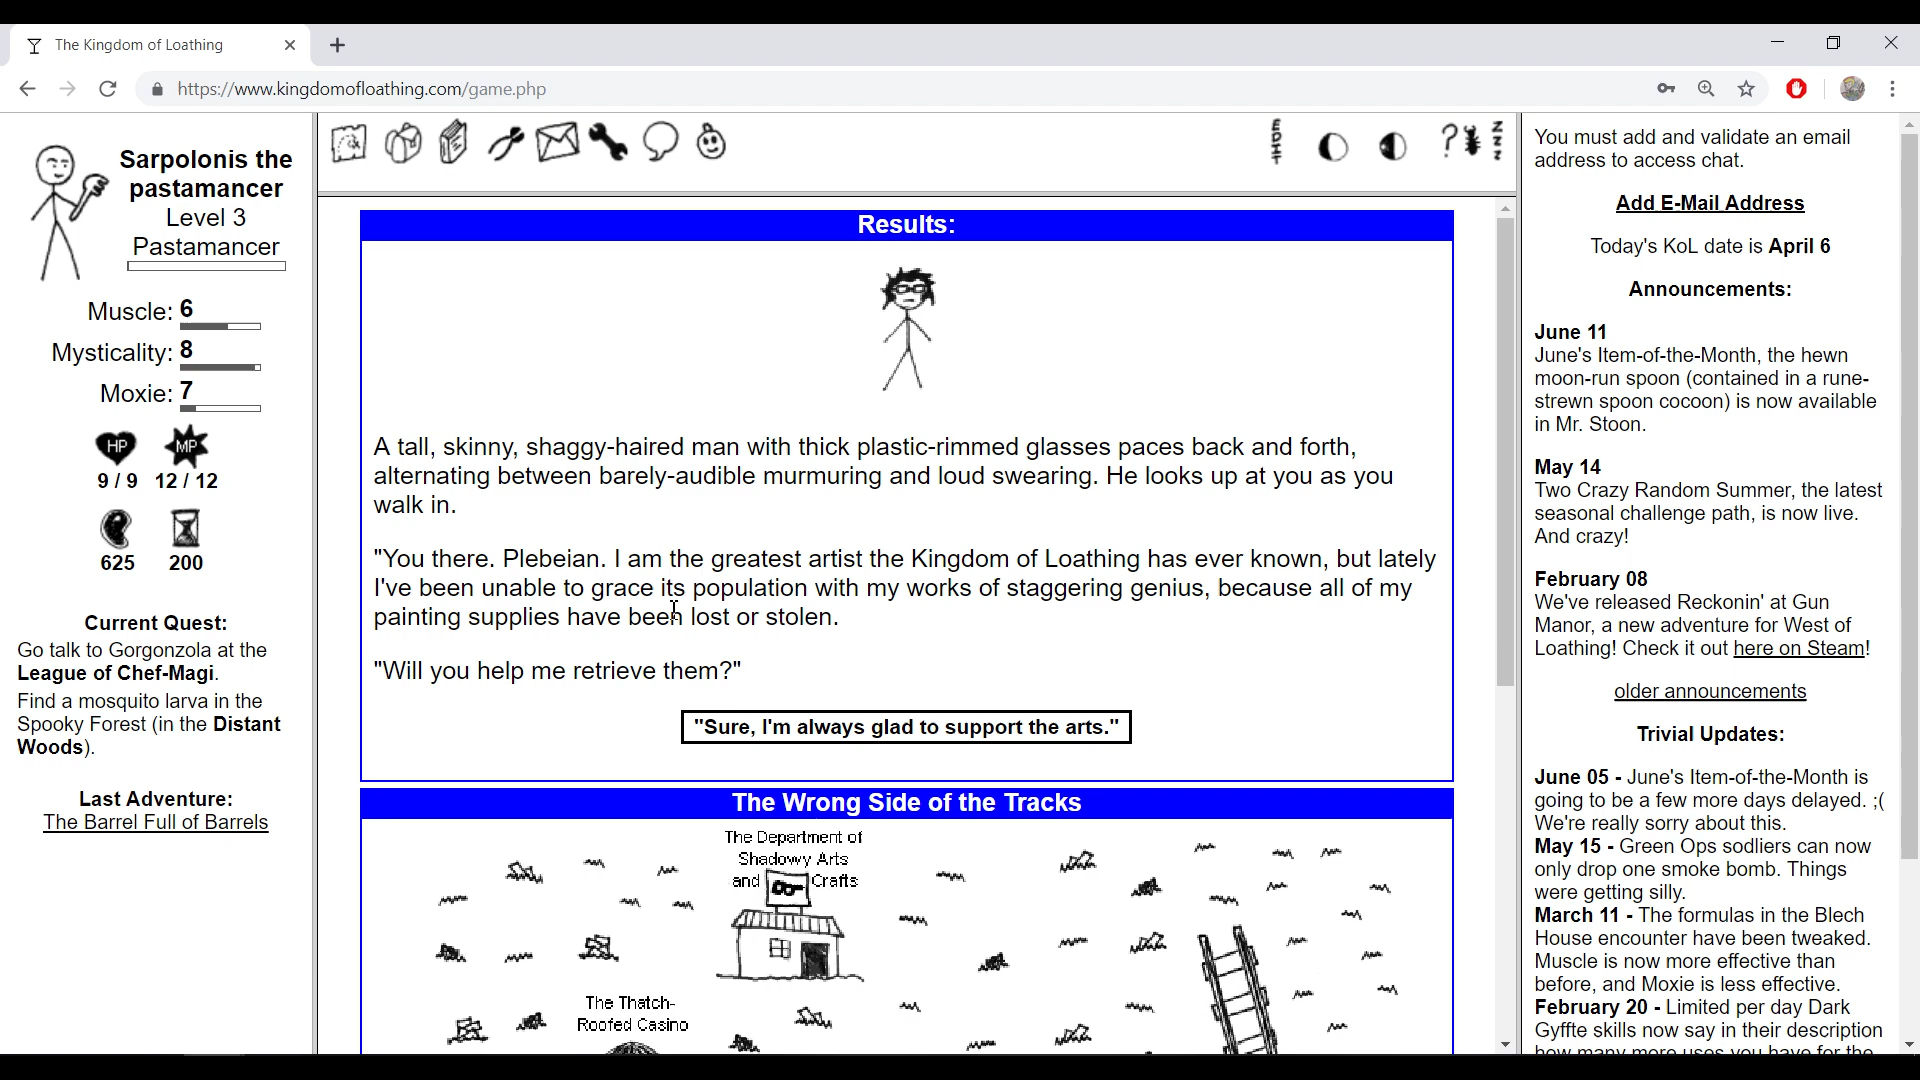 The Kingdom of Loathing
https://www.kingdomofloathing.com/game.php
Sarpolonis the
pastamancer
Level 3
Pastamancer
Muscle: 6
Mysticality: 8
Moxie: 7
HP
MP
9 / 9
12 / 12
625
200
Current Quest:
Go talk to Gorgonzola at the
League of Chef-Magi.
Find a mosquito larva in the
Spooky Forest (in the Distant
Woods).
Last Adventure:
The Barrel Full of Barrels
EDIT
?
ZZZZ
Results:
A tall, skinny, shaggy-haired man with thick plastic-rimmed glasses paces back and forth,
alternating between barely-audible murmuring and loud swearing. He looks up at you as you
walk in.
"You there. Plebeian. I am the greatest artist the Kingdom of Loathing has ever known, but lately
I've been unable to grace its population with my works of staggering genius, because all of my
painting supplies have been lost or stolen.
"Will you help me retrieve them?"
"Sure, I'm always glad to support the arts."
The Wrong Side of the Tracks
The Department of
Shadowy Arts
and Crafts
The Thatch-
Roofed Casino
You must add and validate an email
address to access chat.
Add E-Mail Address
Today's KoL date is April 6
Announcements:
June 11
June's Item-of-the-Month, the hewn
moon-run spoon (contained in a rune-
strewn spoon cocoon) is now available
in Mr. Stoon.
May 14
Two Crazy Random Summer, the latest
seasonal challenge path, is now live.
And crazy!
February 08
We've released Reckonin' at Gun
Manor, a new adventure for West of
Loathing! Check it out here on Steam!
older announcements
Trivial Updates:
June 05 - June's Item-of-the-Month is
going to be a few more days delayed. ;(
We're really sorry about this.
May 15 - Green Ops sodliers can now
only drop one smoke bomb. Things
were getting silly.
March 11 - The formulas in the Blech
House encounter have been tweaked.
Muscle is now more effective than
before, and Moxie is less effective.
February 20 - Limited per day Dark
Gyffte skills now say in their description
how many more uses you have for the